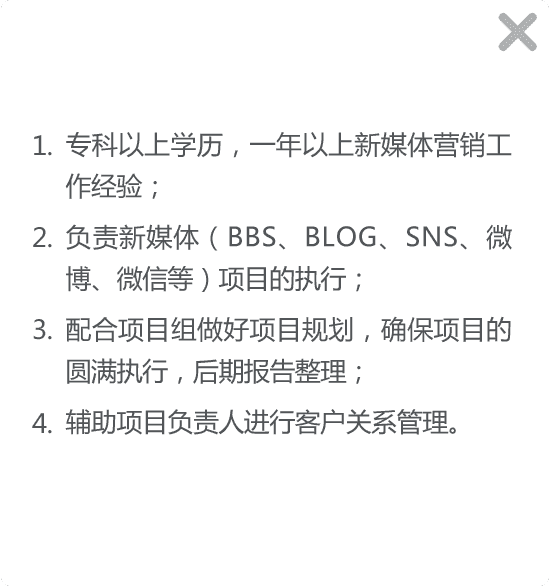 1. 专科以上学历，一年以上新媒体营销工
作经验；
2. 负责新媒体（BBS、BLOG、SNS、微
博、微信等）项目的执行；
3. 配合项目组做好项目规划，确保项目的
圆满执行，后期报告整理；
4. 辅助项目负责人进行客户关系管理。